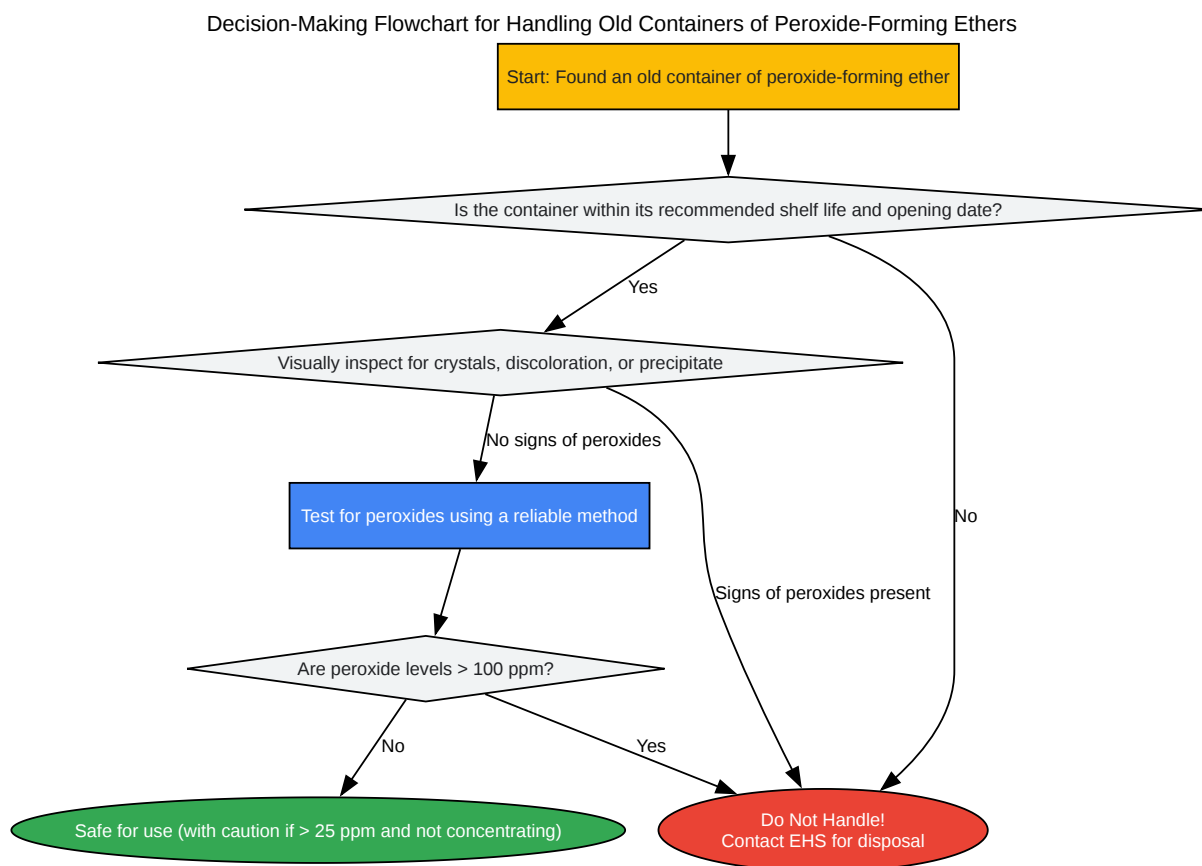 Decision-Making Flowchart for Handling Old Containers of Peroxide-Forming Ethers
Start: Found an old container of peroxide-forming ether
Is the container within its recommended shelf life and opening date?
Yes
Visually inspect for crystals, discoloration, or precipitate
No signs of peroxides
Test for peroxides using a reliable method
No
Signs of peroxides present
Are peroxide levels > 100 ppm?
No
Yes
Safe for use (with caution if > 25 ppm and not concentrating)
Do Not Handle!
Contact EHS for disposal